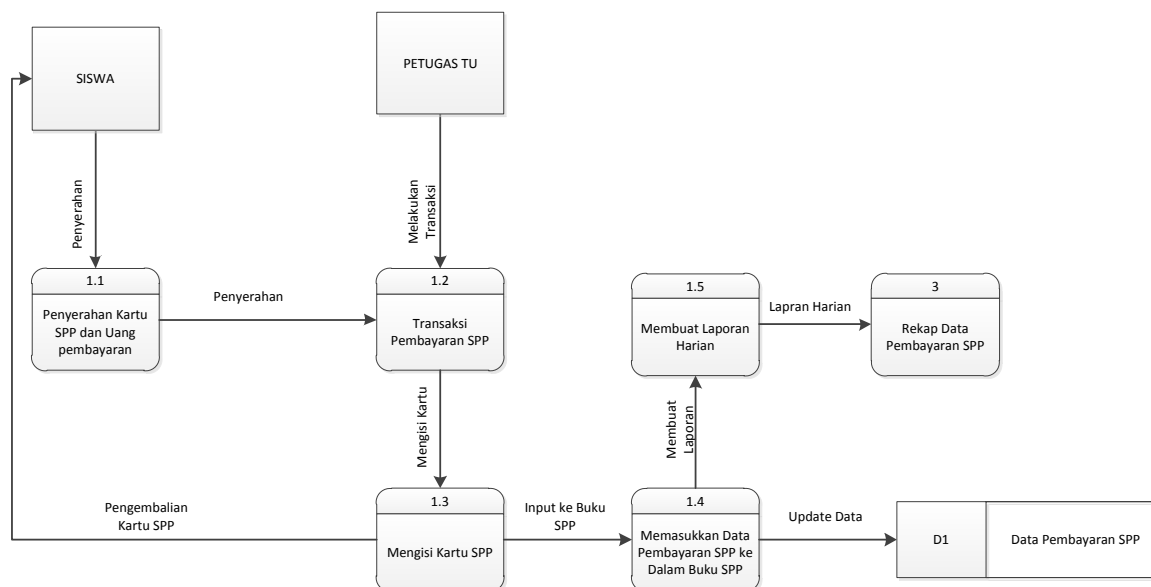 SISWA
PETUGAS TU
Penyerahan
Melakukan
Transaksi
1.1
Penyerahan Kartu
SPP dan Uang
pembayaran
Penyerahan
1.2
Transaksi
Pembayaran SPP
1.5
Membuat Laporan
Harian
Lapran Harian
3
Rekap Data
Pembayaran SPP
Mengisi Kartu
Membuat
Laporan
Pengembalian
Kartu SPP
1.3
Mengisi Kartu SPP
Input ke Buku
SPP
1.4
Memasukkan Data
Pembayaran SPP ke
Dalam Buku SPP
Update Data
D1
Data Pembayaran SPP